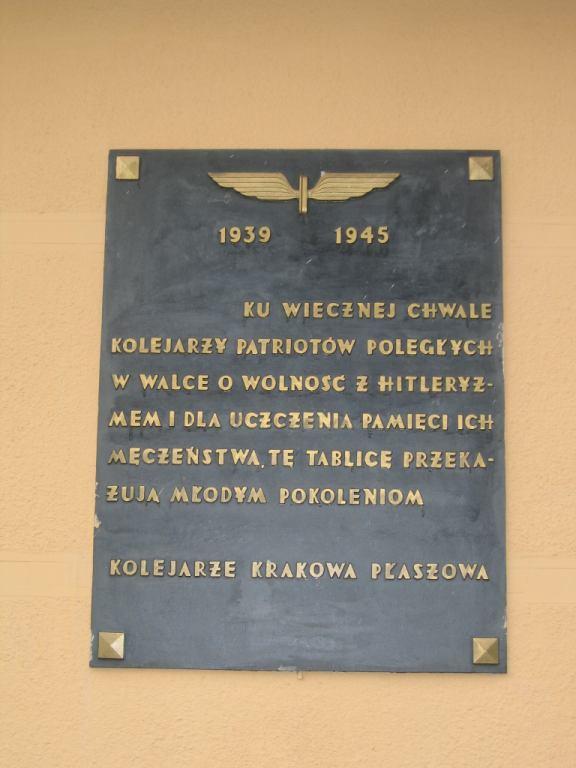 1939 1945
KU WIECZNEJ CHWALE
KOLEJARZY PATRIOTÓW POLEGŁYCH
W WALCE O WOLNOŚĆ Z HITLERYZ-
MEM I DLA UCZCZENIA PAMIĘCI ICH
MĘCZEŃSTWA, TĘ TABLICĘ PRZEKA-
ZUJĄ MŁODYM POKOLENIOM
KOLEJARZE KRAKOWA PŁASZOWA